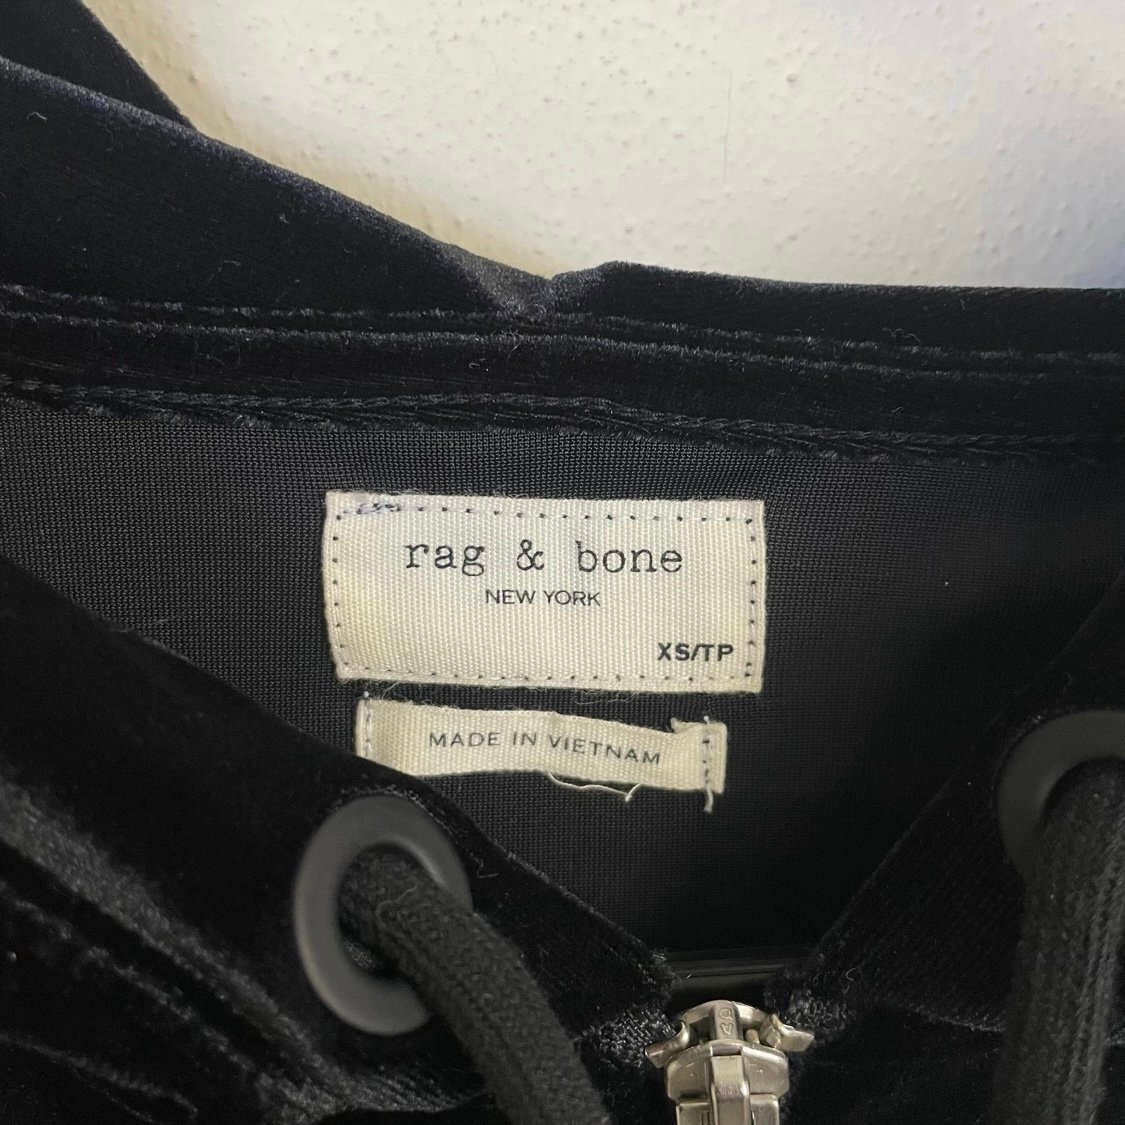 rag & bone
NEW YORK
XS/TP
MADE IN VIETNAM